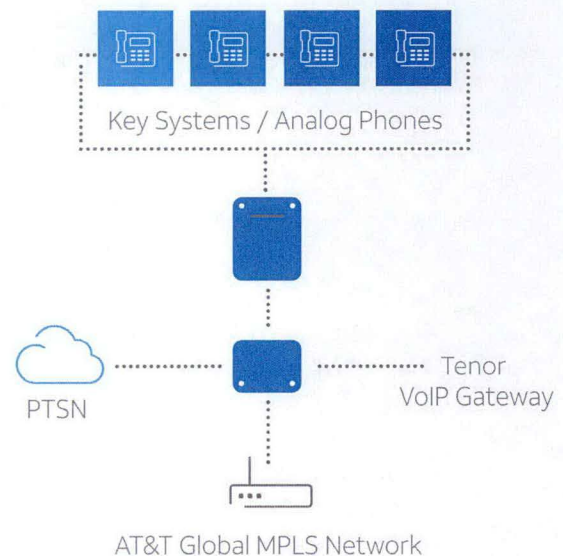 Key Systems / Analog Phones
PTSN
Tenor
VoIP Gateway
AT&T Global MPLS Network